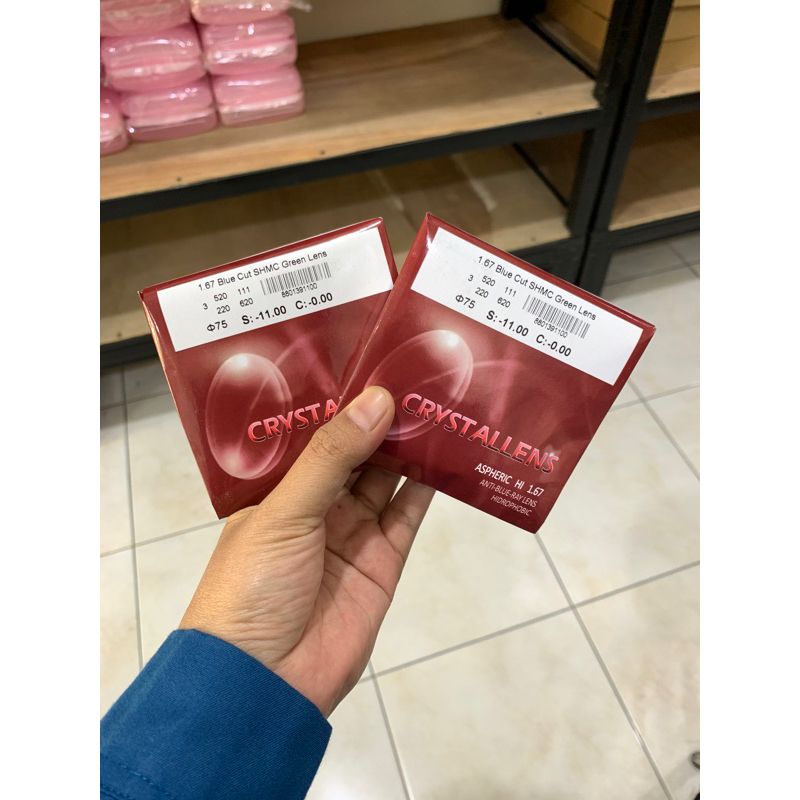 1.67 Blue Cut SHMC Green Lens
3 520 111
220 620
8801391100
Φ75 S:-11.00 C:-0.00
CRYSTA
1.67 Blue Cut SHMC Green Lens
3 520 111
220 620
8801391100
Φ75 S:-11.00 C:-0.00
CRYSTALLENS
ASPHERIC HI 1.67
ANTI-BLUE-RAY LENS
HIDROPHOBIC